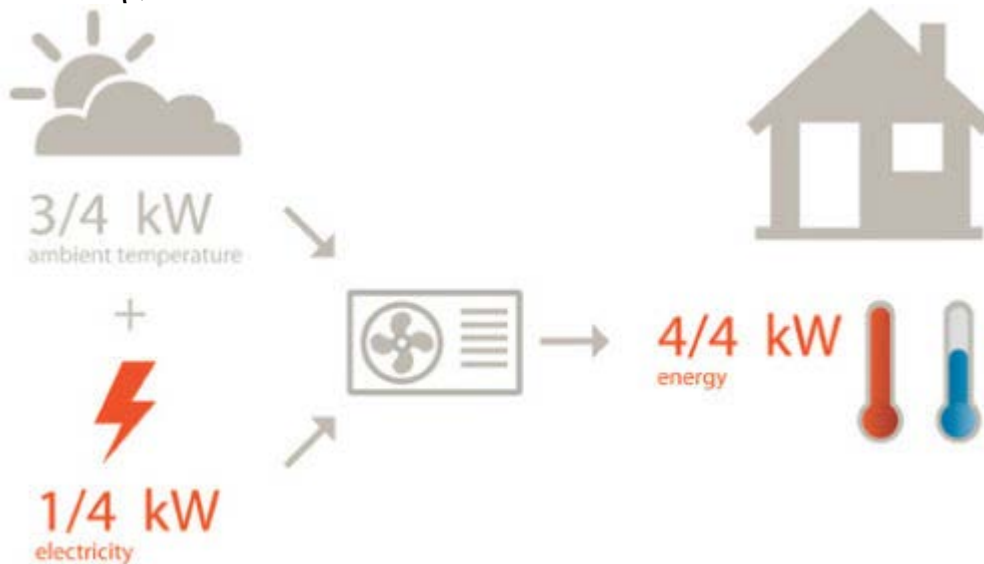 3/4 kW
ambient temperature
+
1/4 kW
electricity
4/4 kW
energy